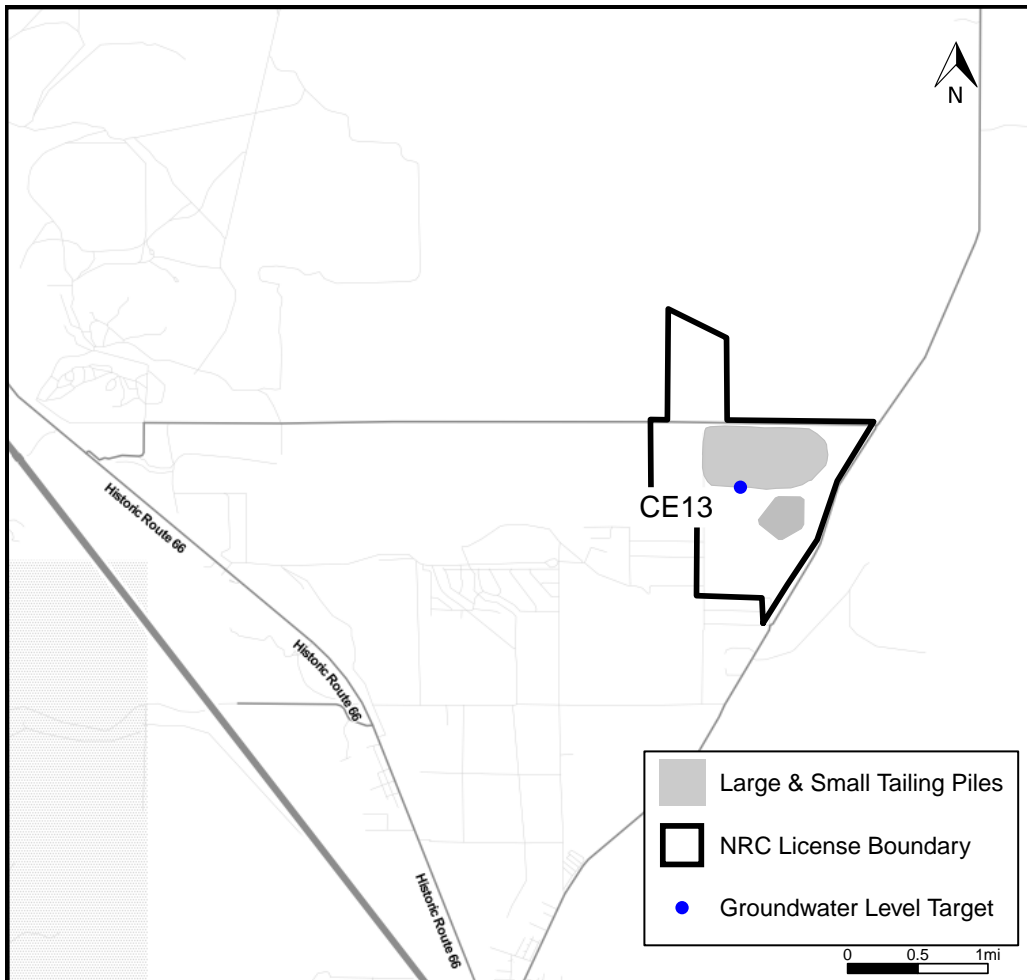 N
CE13
Historic Route 66
Historic Route 66
Historic Route 66
Large & Small Tailing Piles
NRC License Boundary
Groundwater Level Target
0 0.5 1mi